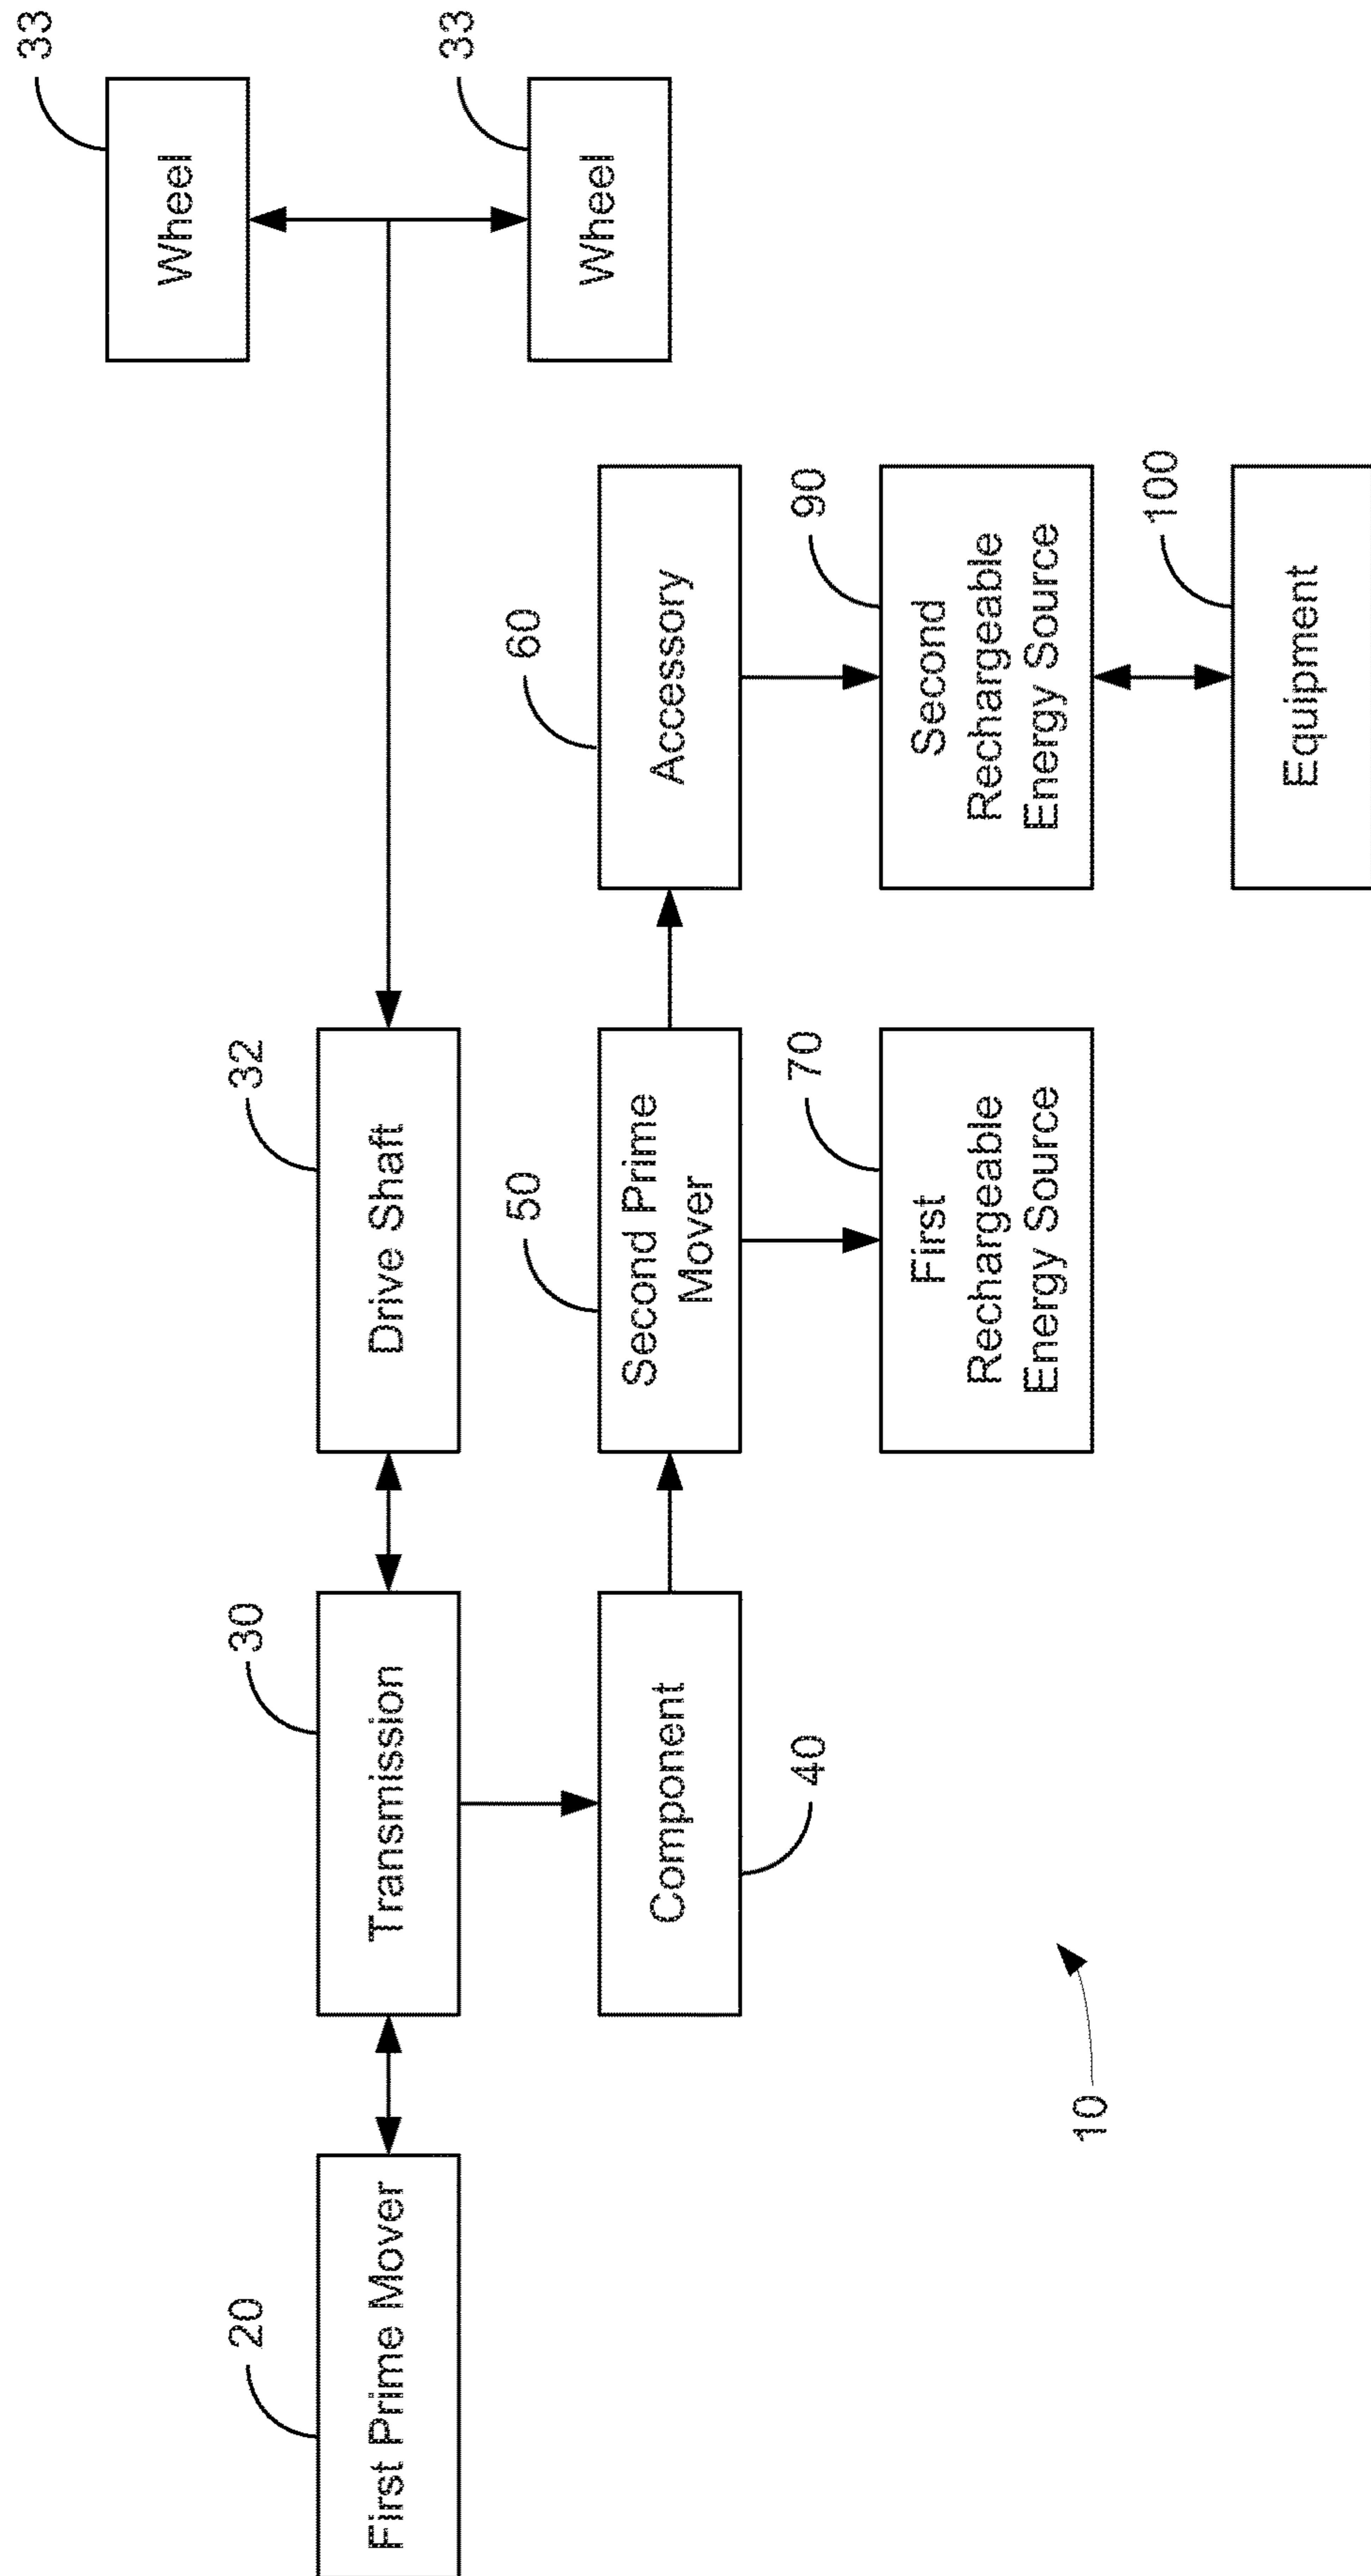 20
First Prime Mover
30
Transmission
32
Drive Shaft
33
Wheel
33
Wheel
Component
40
50
Second Prime
Mover
60
Accessory
70
First
Rechargeable
Energy Source
90
Second
Rechargeable
Energy Source
100
Equipment
10